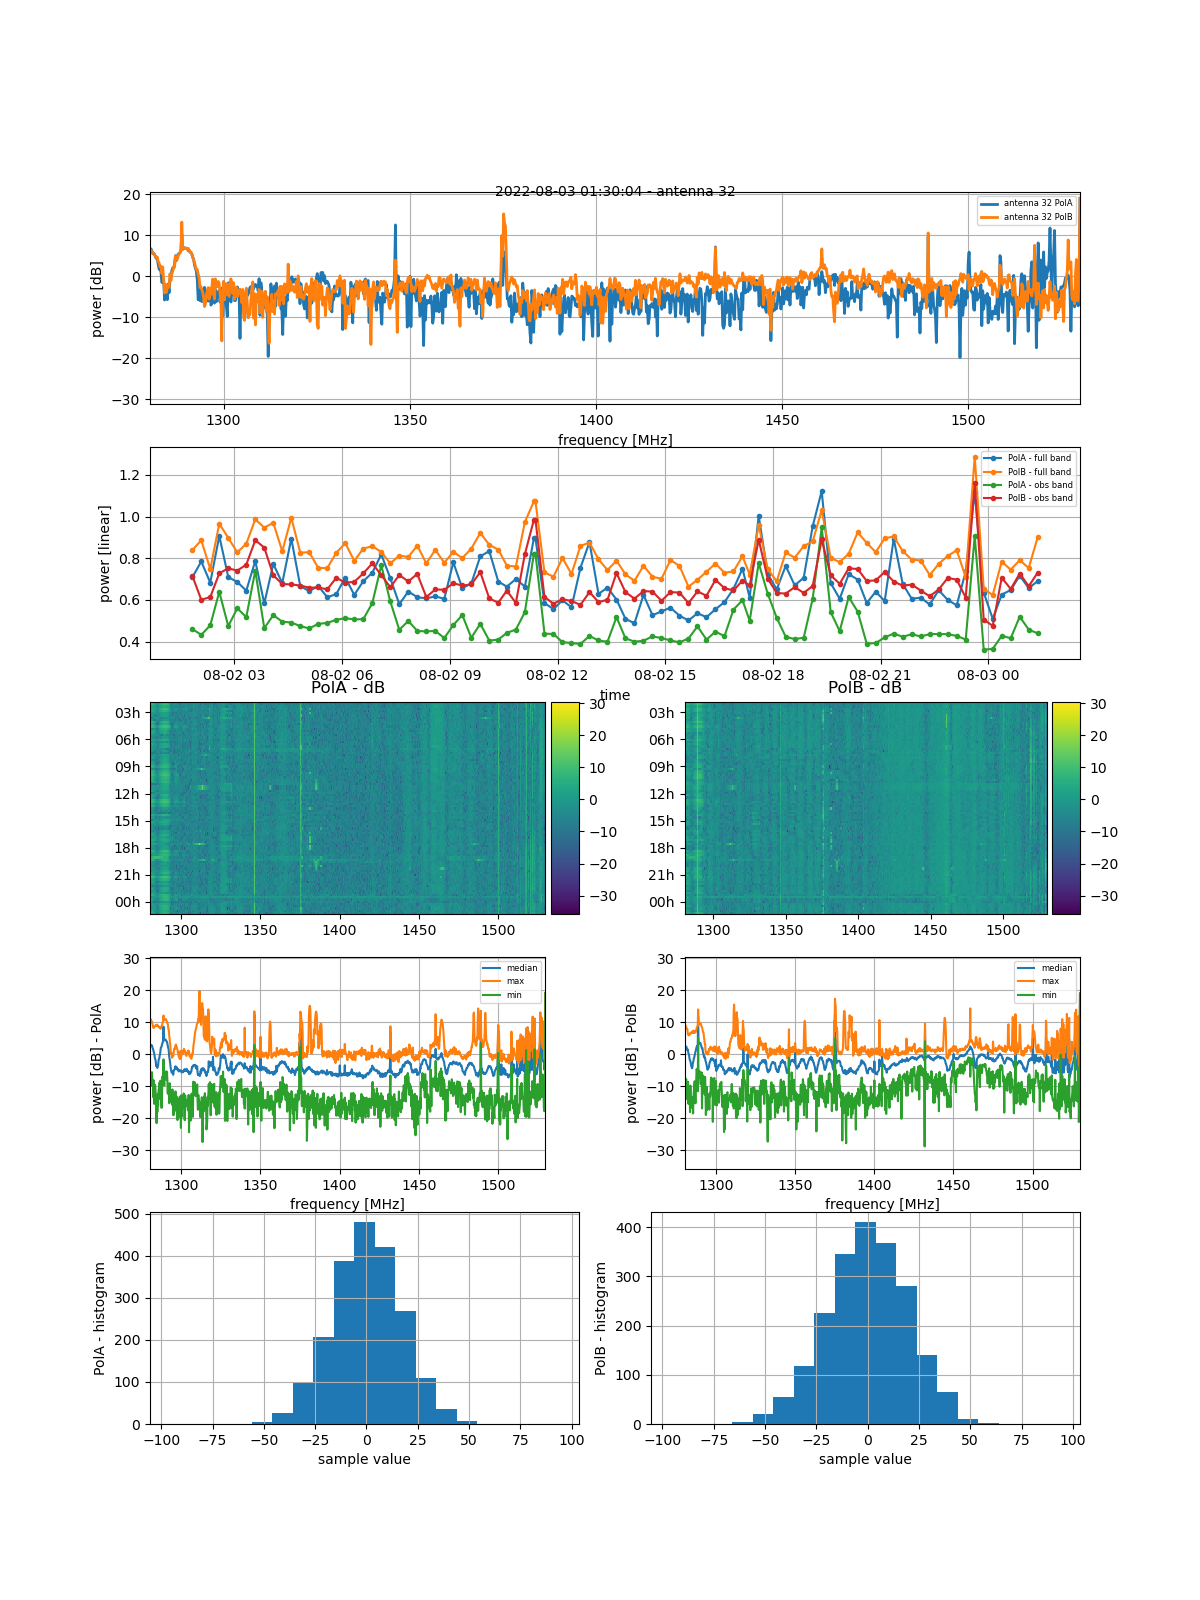 2022-08-03 01:30:04 - antenna 32
power [dB]
20
10
0
−10
−20
−30
antenna 32 PolA
antenna 32 PolB
1300 1350 1400 1450 1500
frequency [MHz]
power [linear]
1.2
1.0
0.8
0.6
0.4
PolA - full band
PolB - full band
PolA - obs band
PolB - obs band
08-02 03 08-02 06 08-02 09 08-02 12 08-02 15 08-02 18 08-02 21 08-03 00
time
PolA - dB
03h
06h
09h
12h
15h
18h
21h
00h
1300 1350 1400 1450 1500
30
20
10
0
−10
−20
−30
PolB - dB
03h
06h
09h
12h
15h
18h
21h
00h
1300 1350 1400 1450 1500
30
20
10
0
−10
−20
−30
power [dB] - PolA
30
20
10
0
−10
−20
−30
median
max
min
1300 1350 1400 1450 1500
frequency [MHz]
power [dB] - PolB
30
20
10
0
−10
−20
−30
median
max
min
1300 1350 1400 1450 1500
frequency [MHz]
PolA - histogram
500
400
300
200
100
0
−100 −75 −50 −25 0 25 50 75 100
sample value
PolB - histogram
400
300
200
100
0
−100 −75 −50 −25 0 25 50 75 100
sample value